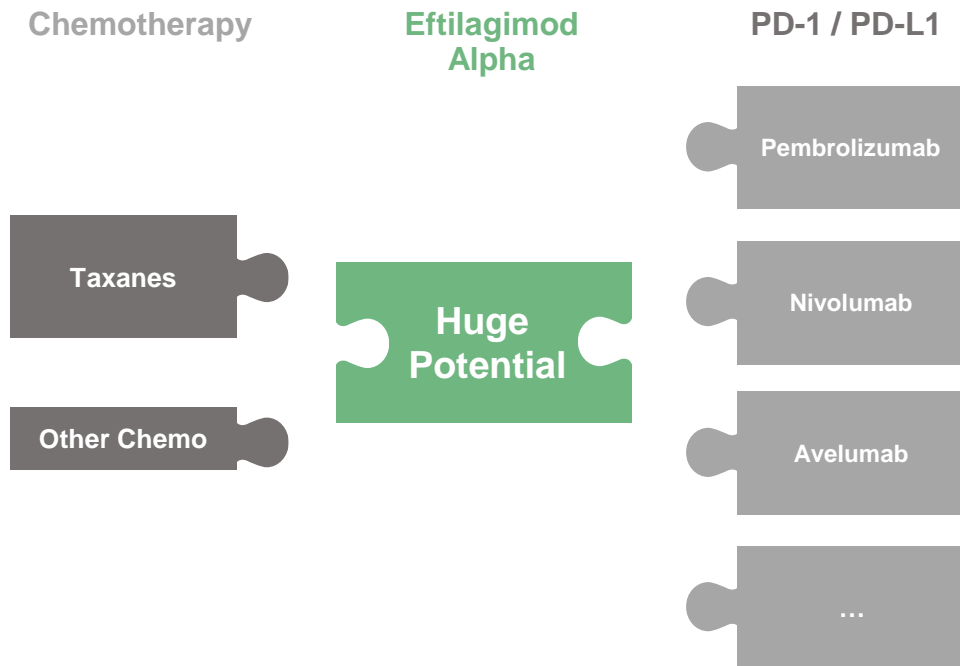 Chemotherapy
Eftilagimod
Alpha
PD-1 / PD-L1
Taxanes
Other Chemo
Huge
Potential
Pembrolizumab
Nivolumab
Avelumab
…